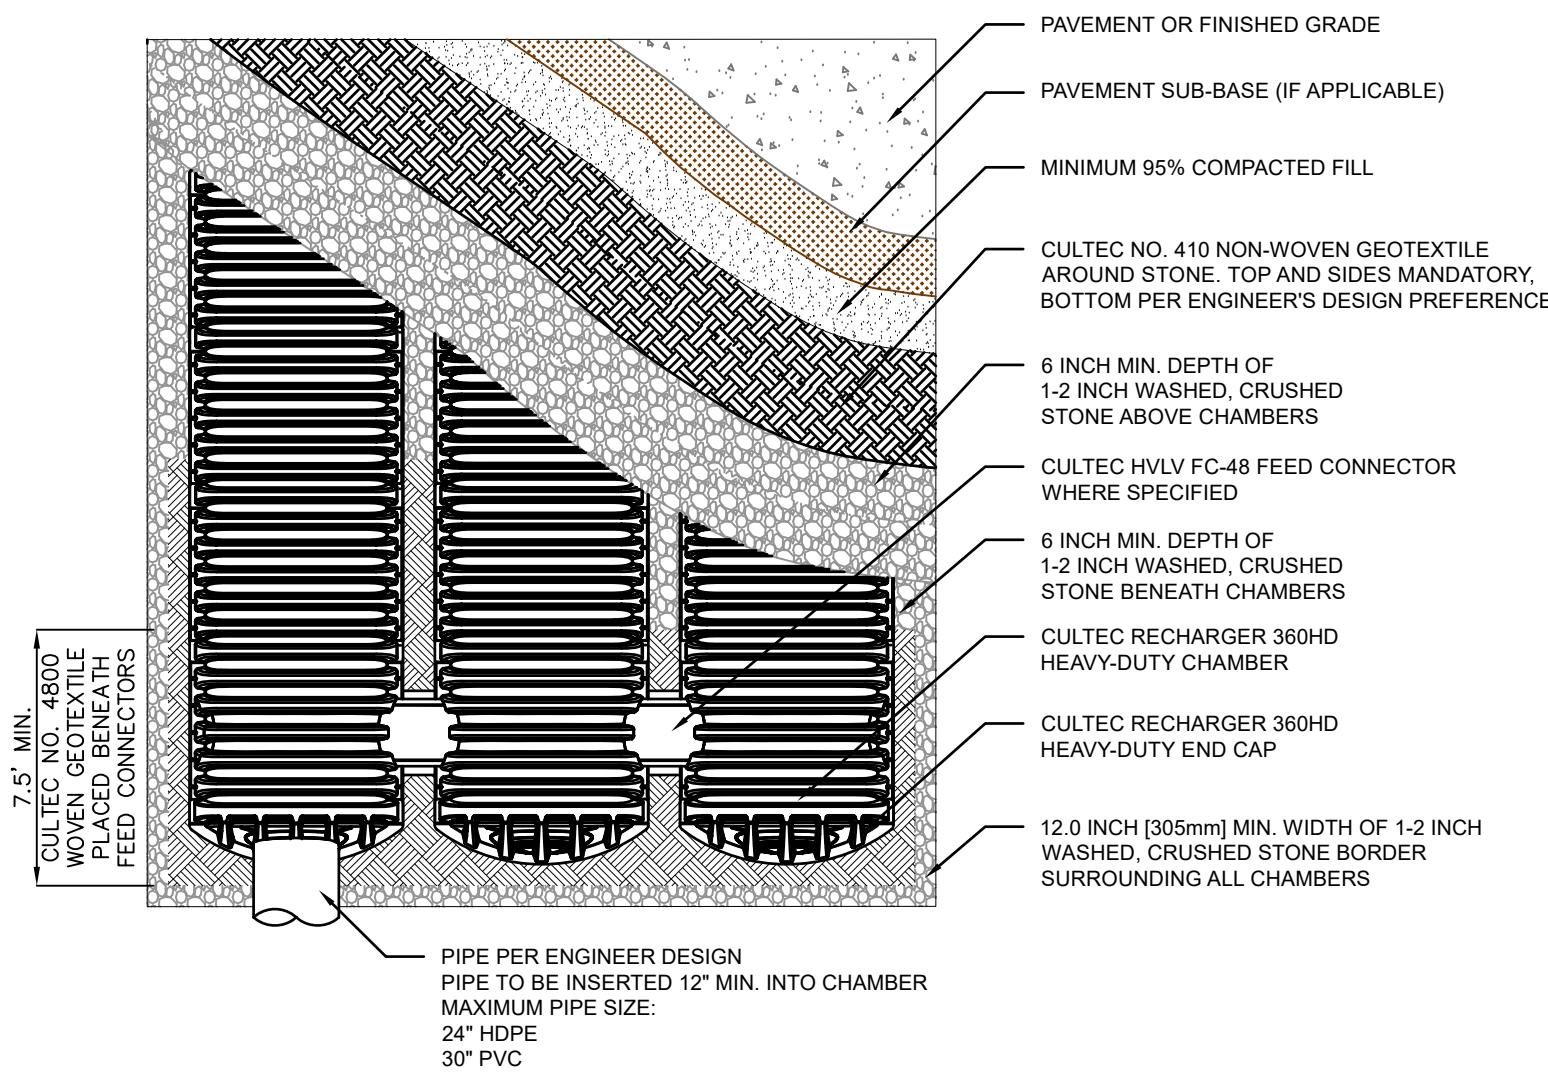 PAVEMENT OR FINISHED GRADE
PAVEMENT SUB-BASE (IF APPLICABLE)
MINIMUM 95% COMPACTED FILL
CULTEC NO. 410 NON-WOVEN GEOTEXTILE
AROUND STONE. TOP AND SIDES MANDATORY,
BOTTOM PER ENGINEER'S DESIGN PREFERENCE
6 INCH MIN. DEPTH OF
1-2 INCH WASHED, CRUSHED
STONE ABOVE CHAMBERS
CULTEC HVLV FC-48 FEED CONNECTOR
WHERE SPECIFIED
6 INCH MIN. DEPTH OF
1-2 INCH WASHED, CRUSHED
STONE BENEATH CHAMBERS
CULTEC RECHARGER 360HD
HEAVY-DUTY CHAMBER
CULTEC RECHARGER 360HD
HEAVY-DUTY END CAP
12.0 INCH [305mm] MIN. WIDTH OF 1-2 INCH
WASHED, CRUSHED STONE BORDER
SURROUNDING ALL CHAMBERS
7.5' MIN.
CULTEC NO. 4800
WOVEN GEOTEXTILE
PLACED BENEATH
FEED CONNECTORS
PIPE PER ENGINEER DESIGN
PIPE TO BE INSERTED 12" MIN. INTO CHAMBER
MAXIMUM PIPE SIZE:
24" HDPE
30" PVC